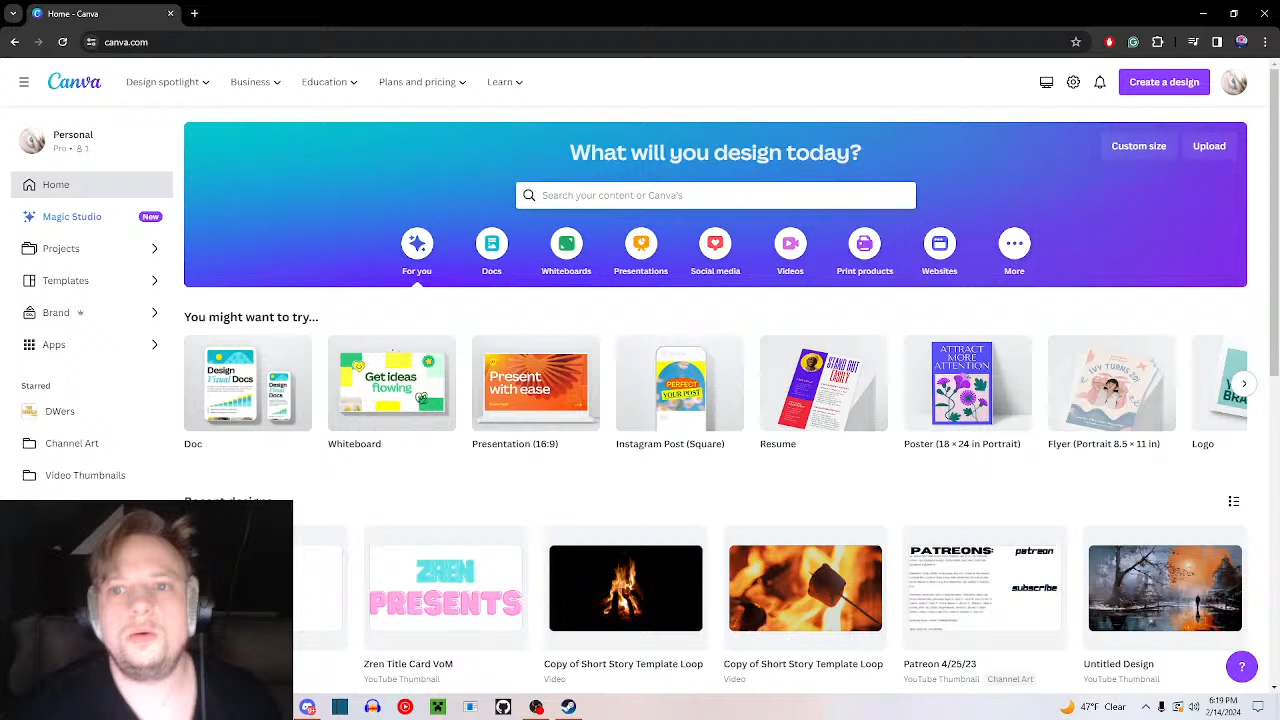 Home - Canva
canva.com
Canva
Design spotlight
Business
Education
Plans and pricing
Learn
Create a design
Personal
Pro • 1
Home
Magic Studio
New
Projects
Templates
Brand
Apps
Starred
DWers
Channel Art
Video Thumbnails
What will you design today?
Custom size
Upload
Search your content or Canva's
For you
Docs
Whiteboards
Presentations
Social media
Videos
Print products
Websites
More
You might want to try...
Design
Visual Docs
Get ideas
flowing
Present
with ease
PERFECT
YOUR POST
ATTRACT
MORE
ATTENTION
Doc
Whiteboard
Presentation (16:9)
Instagram Post (Square)
Resume
Poster (18 × 24 in Portrait)
Flyer (Portrait 8.5 × 11 in)
Logo
Recent designs
PATREONS:
patreon
subscribe
Zren Title Card VoM
YouTube Thumbnail
Copy of Short Story Template Loop
Video
Copy of Short Story Template Loop
Video
Patreon 4/25/23
YouTube Thumbnail
Channel Art
Untitled Design
YouTube Thumbnail
?
47°F Clear
6:19 PM
2/14/2024